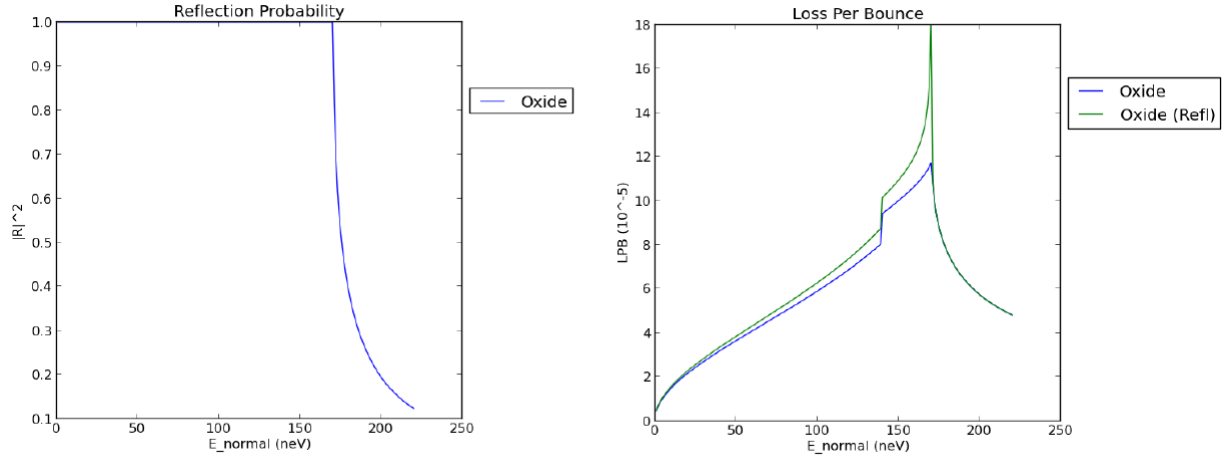 Reflection Probability
1.0
0.9
0.8
0.7
0.6
0.5
0.4
0.3
0.2
0.1
|R|^2
0 50 100 150 200 250
E_normal (neV)
Oxide
Loss Per Bounce
18
16
14
12
10
8
6
4
2
0
LPB (10^-5)
0 50 100 150 200 250
E_normal (neV)
Oxide
Oxide (Refl)